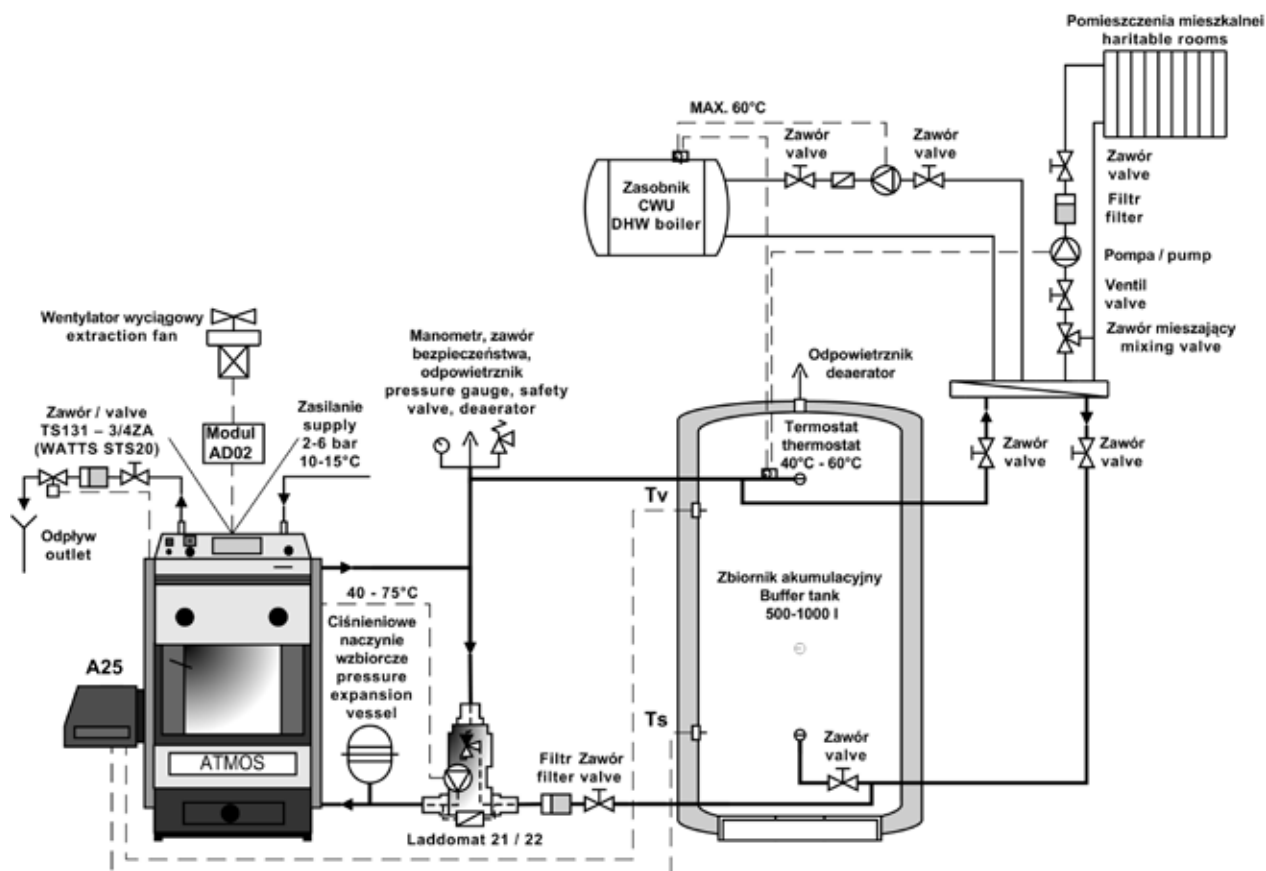 Pomieszczenia mieszkalnei
haritable rooms
MAX. 60°C
Zawór
valve
Zawór
valve
Zawór
valve
Zasobnik
CWU
DHW boiler
Filtr
filter
Pompa / pump
Ventil
valve
Zawór mieszający
mixing valve
Wentylator wyciągowy
extraction fan
Manometr, zawór
bezpieczeństwa,
odpowietrznik
pressure gauge, safety
valve, deaerator
Odpowietrznik
deaerator
Zawór / valve
TS131 – 3/4ZA
(WATTS STS20)
Moduł
AD02
Zasilanie
supply
2-6 bar
10-15°C
Termostat
thermostat
40°C - 60°C
Zawór
valve
Zawór
valve
Tv
Odpływ
outlet
40 - 75°C
Ciśnieniowe
naczynie
wzbiorcze
pressure
expansion
vessel
Zbiornik akumulacyjny
Buffer tank
500-1000 l
A25
Ts
ATMOS
Filtr Zawór
filter valve
Zawór
valve
Laddomat 21 / 22